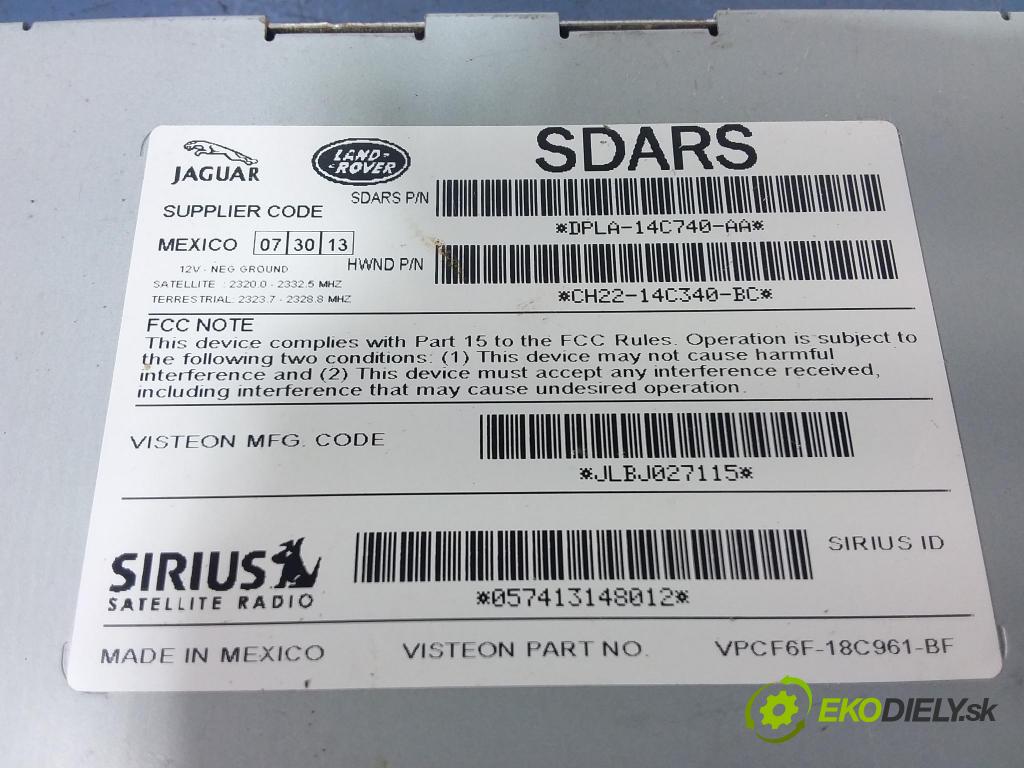 JAGUAR
LAND-
-ROVER
SDARS
SDARS P/N
*DPLA-14C740-AA*
SUPPLIER CODE
MEXICO 07 30 13
HWND P/N
*CH22-14C340-BC*
12V - NEG GROUND
SATELLITE : 2320.0 - 2332.5 MHZ
TERRESTRIAL: 2323.7 - 2328.8 MHZ
FCC NOTE
This device complies with Part 15 to the FCC Rules. Operation is subject to
the following two conditions: (1) This device may not cause harmful
interference and (2) This device must accept any interference received,
including interference that may cause undesired operation.
VISTEON MFG. CODE
*JLBJ027115*
SIRIUS
SATELLITE RADIO
*057413148012*
SIRIUS ID
MADE IN MEXICO VISTEON PART NO. VPCF6F-18C961-BF
EKODIELY.sk